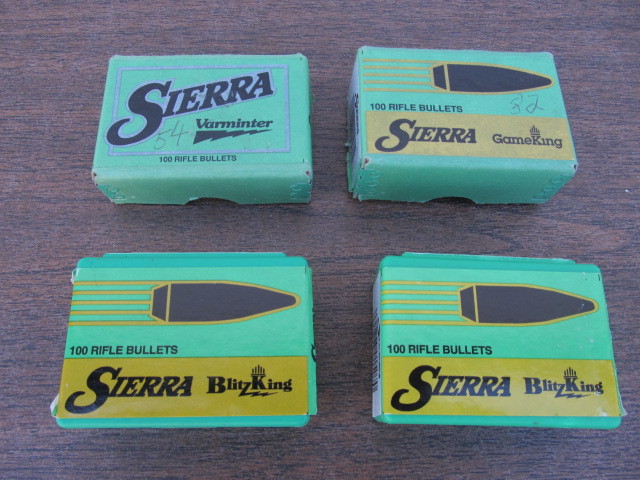 SIERRA
54 Varminter
100 RIFLE BULLETS
32
100 RIFLE BULLETS
SIERRA GameKing
100 RIFLE BULLETS
SIERRA BlitzKing
100 RIFLE BULLETS
SIERRA BlitzKing